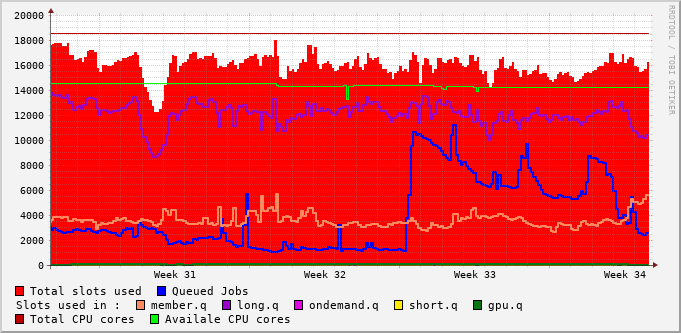 20000
18000
16000
14000
12000
10000
8000
6000
4000
2000
0
Week 31 Week 32 Week 33 Week 34
RRDTOOL / TOBI OETIKER
Total slots used Queued Jobs
Slots used in : member.q long.q ondemand.q short.q gpu.q
Total CPU cores Availale CPU cores